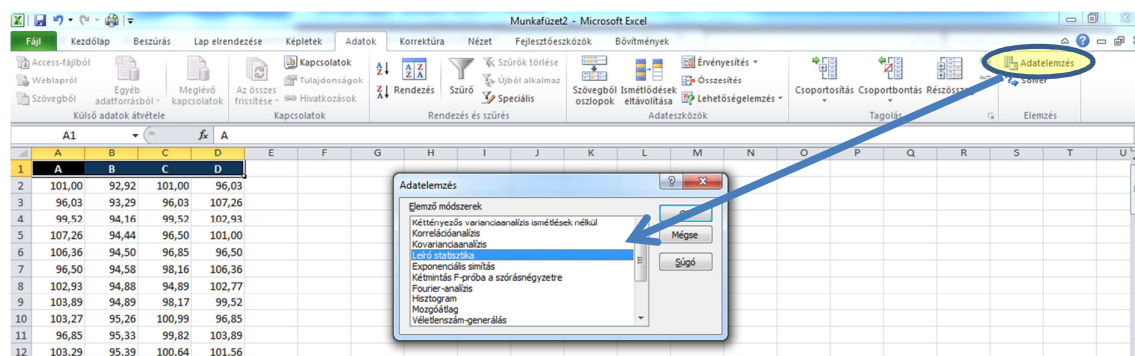 Munkafüzet2 - Microsoft Excel
Fájl Kezdőlap Beszúrás Lap elrendezése Képletek Adatok Korrektúra Nézet Fejlesztőeszközök Bővítmények
Access-fájlból
Weblapról
Szövegből
Egyéb adatforrásból
Meglévő kapcsolatok
Külső adatok átvétele
Az összes frissítése
Kapcsolatok
Tulajdonságok
Hivatkozások
Kapcsolatok
Rendezés
Szűrő
Szűrők törlése
Újból alkalmaz
Speciális
Rendezés és szűrés
Szövegből oszlopok
Ismétlődések eltávolítása
Érvényesítés
Összesítés
Lehetőségelemzés
Adateszközök
Csoportosítás
Csoportbontás
Részösszeg
Tagolás
Adatelemzés
Solver
Elemzés
A1 fx A
A B C D E F G H I J K L M N O P Q R S T U
1 A B C D
2 101,00 92,92 101,00 96,03
3 96,03 93,29 96,03 107,26
4 99,52 94,16 99,52 102,93
5 107,26 94,44 96,50 101,00
6 106,36 94,50 96,85 96,50
7 96,50 94,58 98,16 106,36
8 102,93 94,88 94,89 102,77
9 103,89 94,89 98,17 99,52
10 103,27 95,26 100,99 96,85
11 96,85 95,33 99,82 103,89
12 103,29 95,39 100,64 101,56
Adatelemzés
Elemző módszerek
Kéttényezős varianciaanalízis ismétlések nélkül
Korrelációanalízis
Kovarianciaanalízis
Leíró statisztika
Exponenciális simítás
Kétmintás F-próba a szórásnégyzetre
Fourier-analízis
Hisztogram
Mozgóátlag
Véletlenszám-generálás
Mégse
Súgó